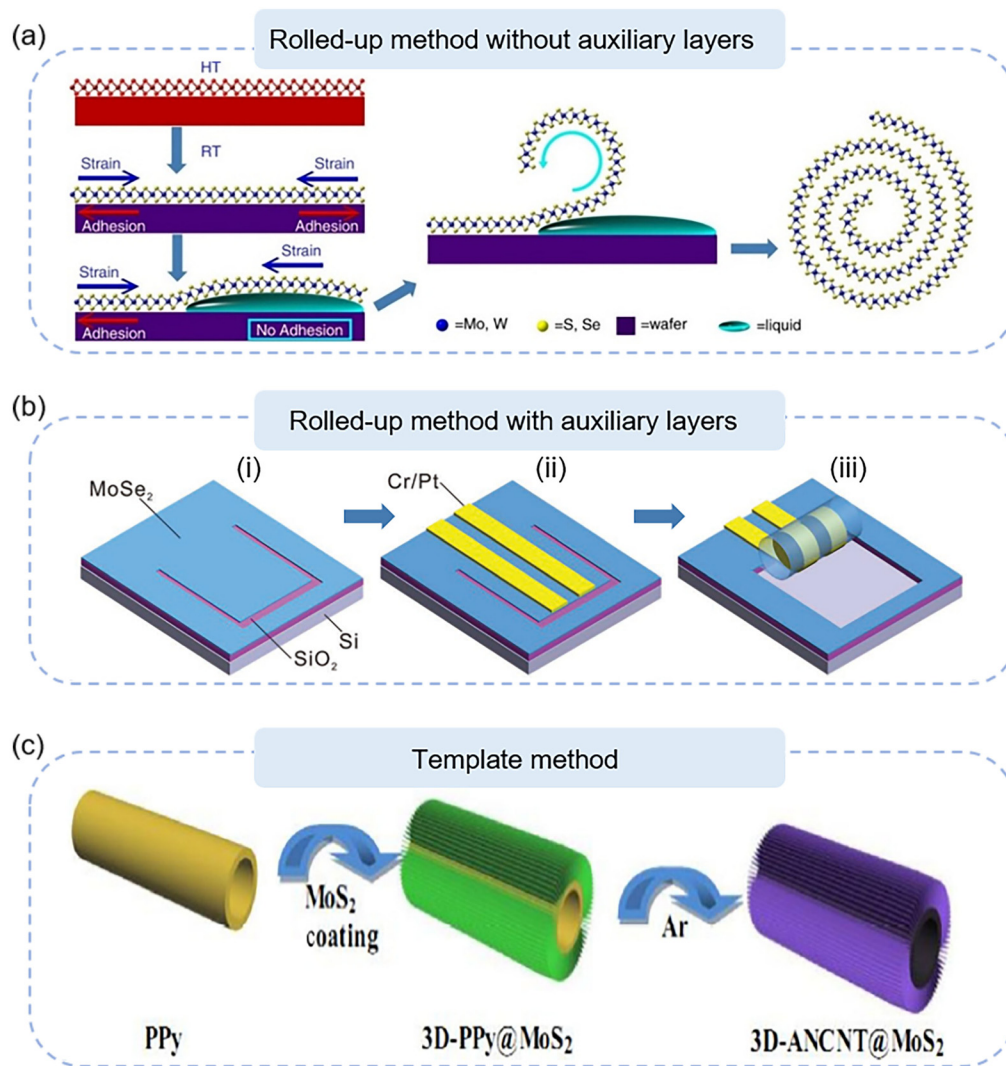 (a)
Rolled-up method without auxiliary layers
HT
RT
Strain Strain
Adhesion Adhesion
Strain Strain
Adhesion No Adhesion
=Mo, W =S, Se =wafer =liquid
(b)
Rolled-up method with auxiliary layers
(i) (ii) (iii)
MoSe₂ Cr/Pt
Si
SiO₂
(c)
Template method
MoS₂
coating
Ar
PPy 3D-PPy@MoS₂ 3D-ANCNT@MoS₂